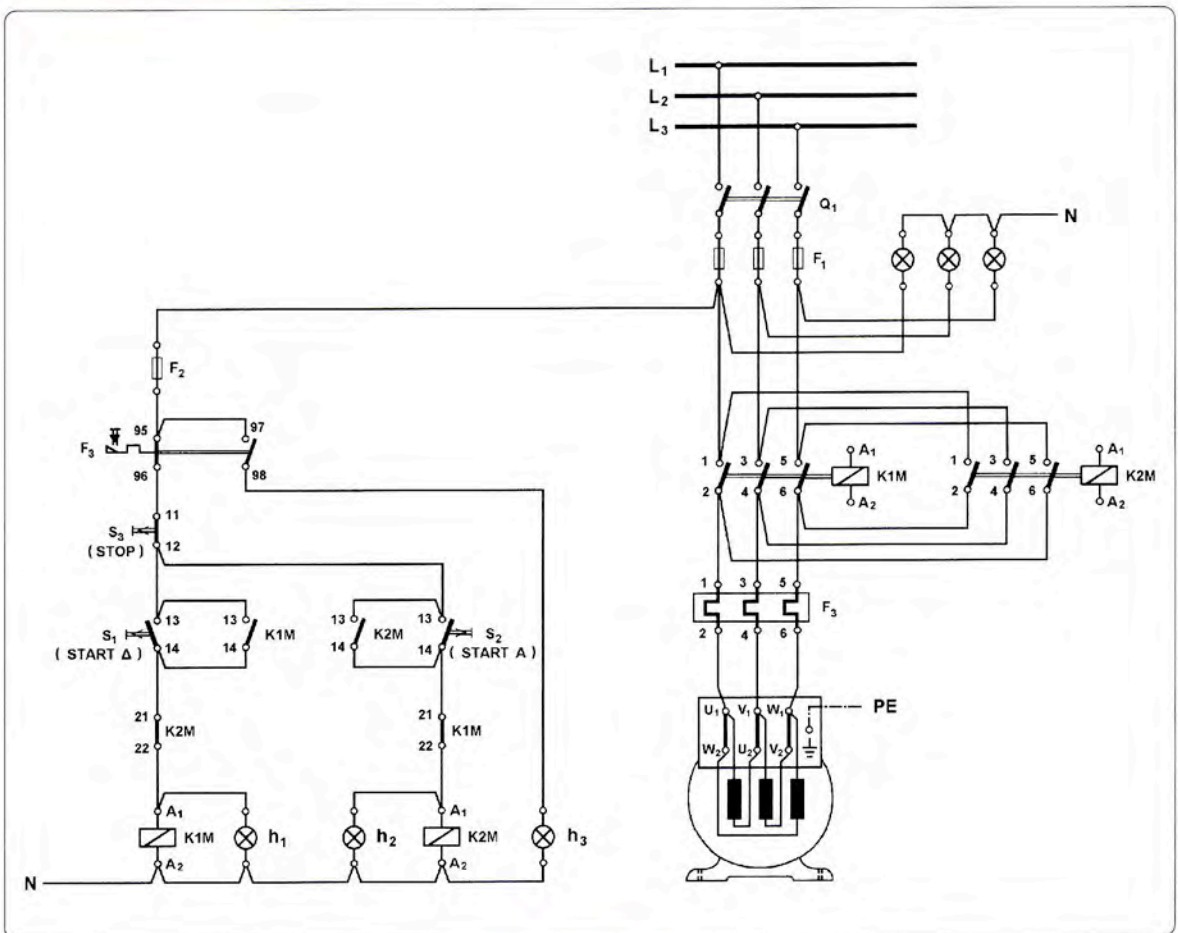 L₁
L₂
L₃
Q₁
N
F₁
F₂
95 97
F₃
96 98
1 3 5 A₁ 1 3 5 A₁
K1M K2M
2 4 6 A₂ 2 4 6 A₂
11
S₃
( STOP ) 12
1 3 5
F₃
2 4 6
13 13 13 13
S₁ K1M K2M S₂
( START Δ ) 14 14 14 14 ( START A )
21 21
K2M K1M
22 22
U₁ V₁ W₁ PE
W₂ U₂ V₂
A₁ A₁
K1M h₁ h₂ K2M h₃
A₂ A₂
N